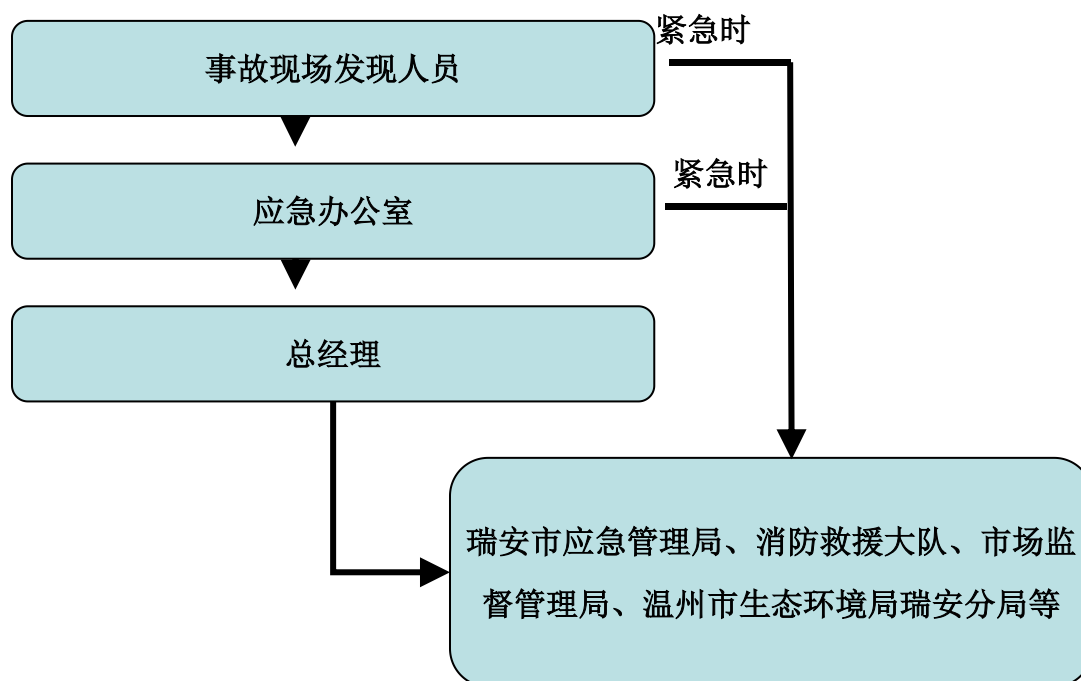 紧急时
事故现场发现人员
紧急时
应急办公室
总经理
瑞安市应急管理局、消防救援大队、市场监
督管理局、温州市生态环境局瑞安分局等